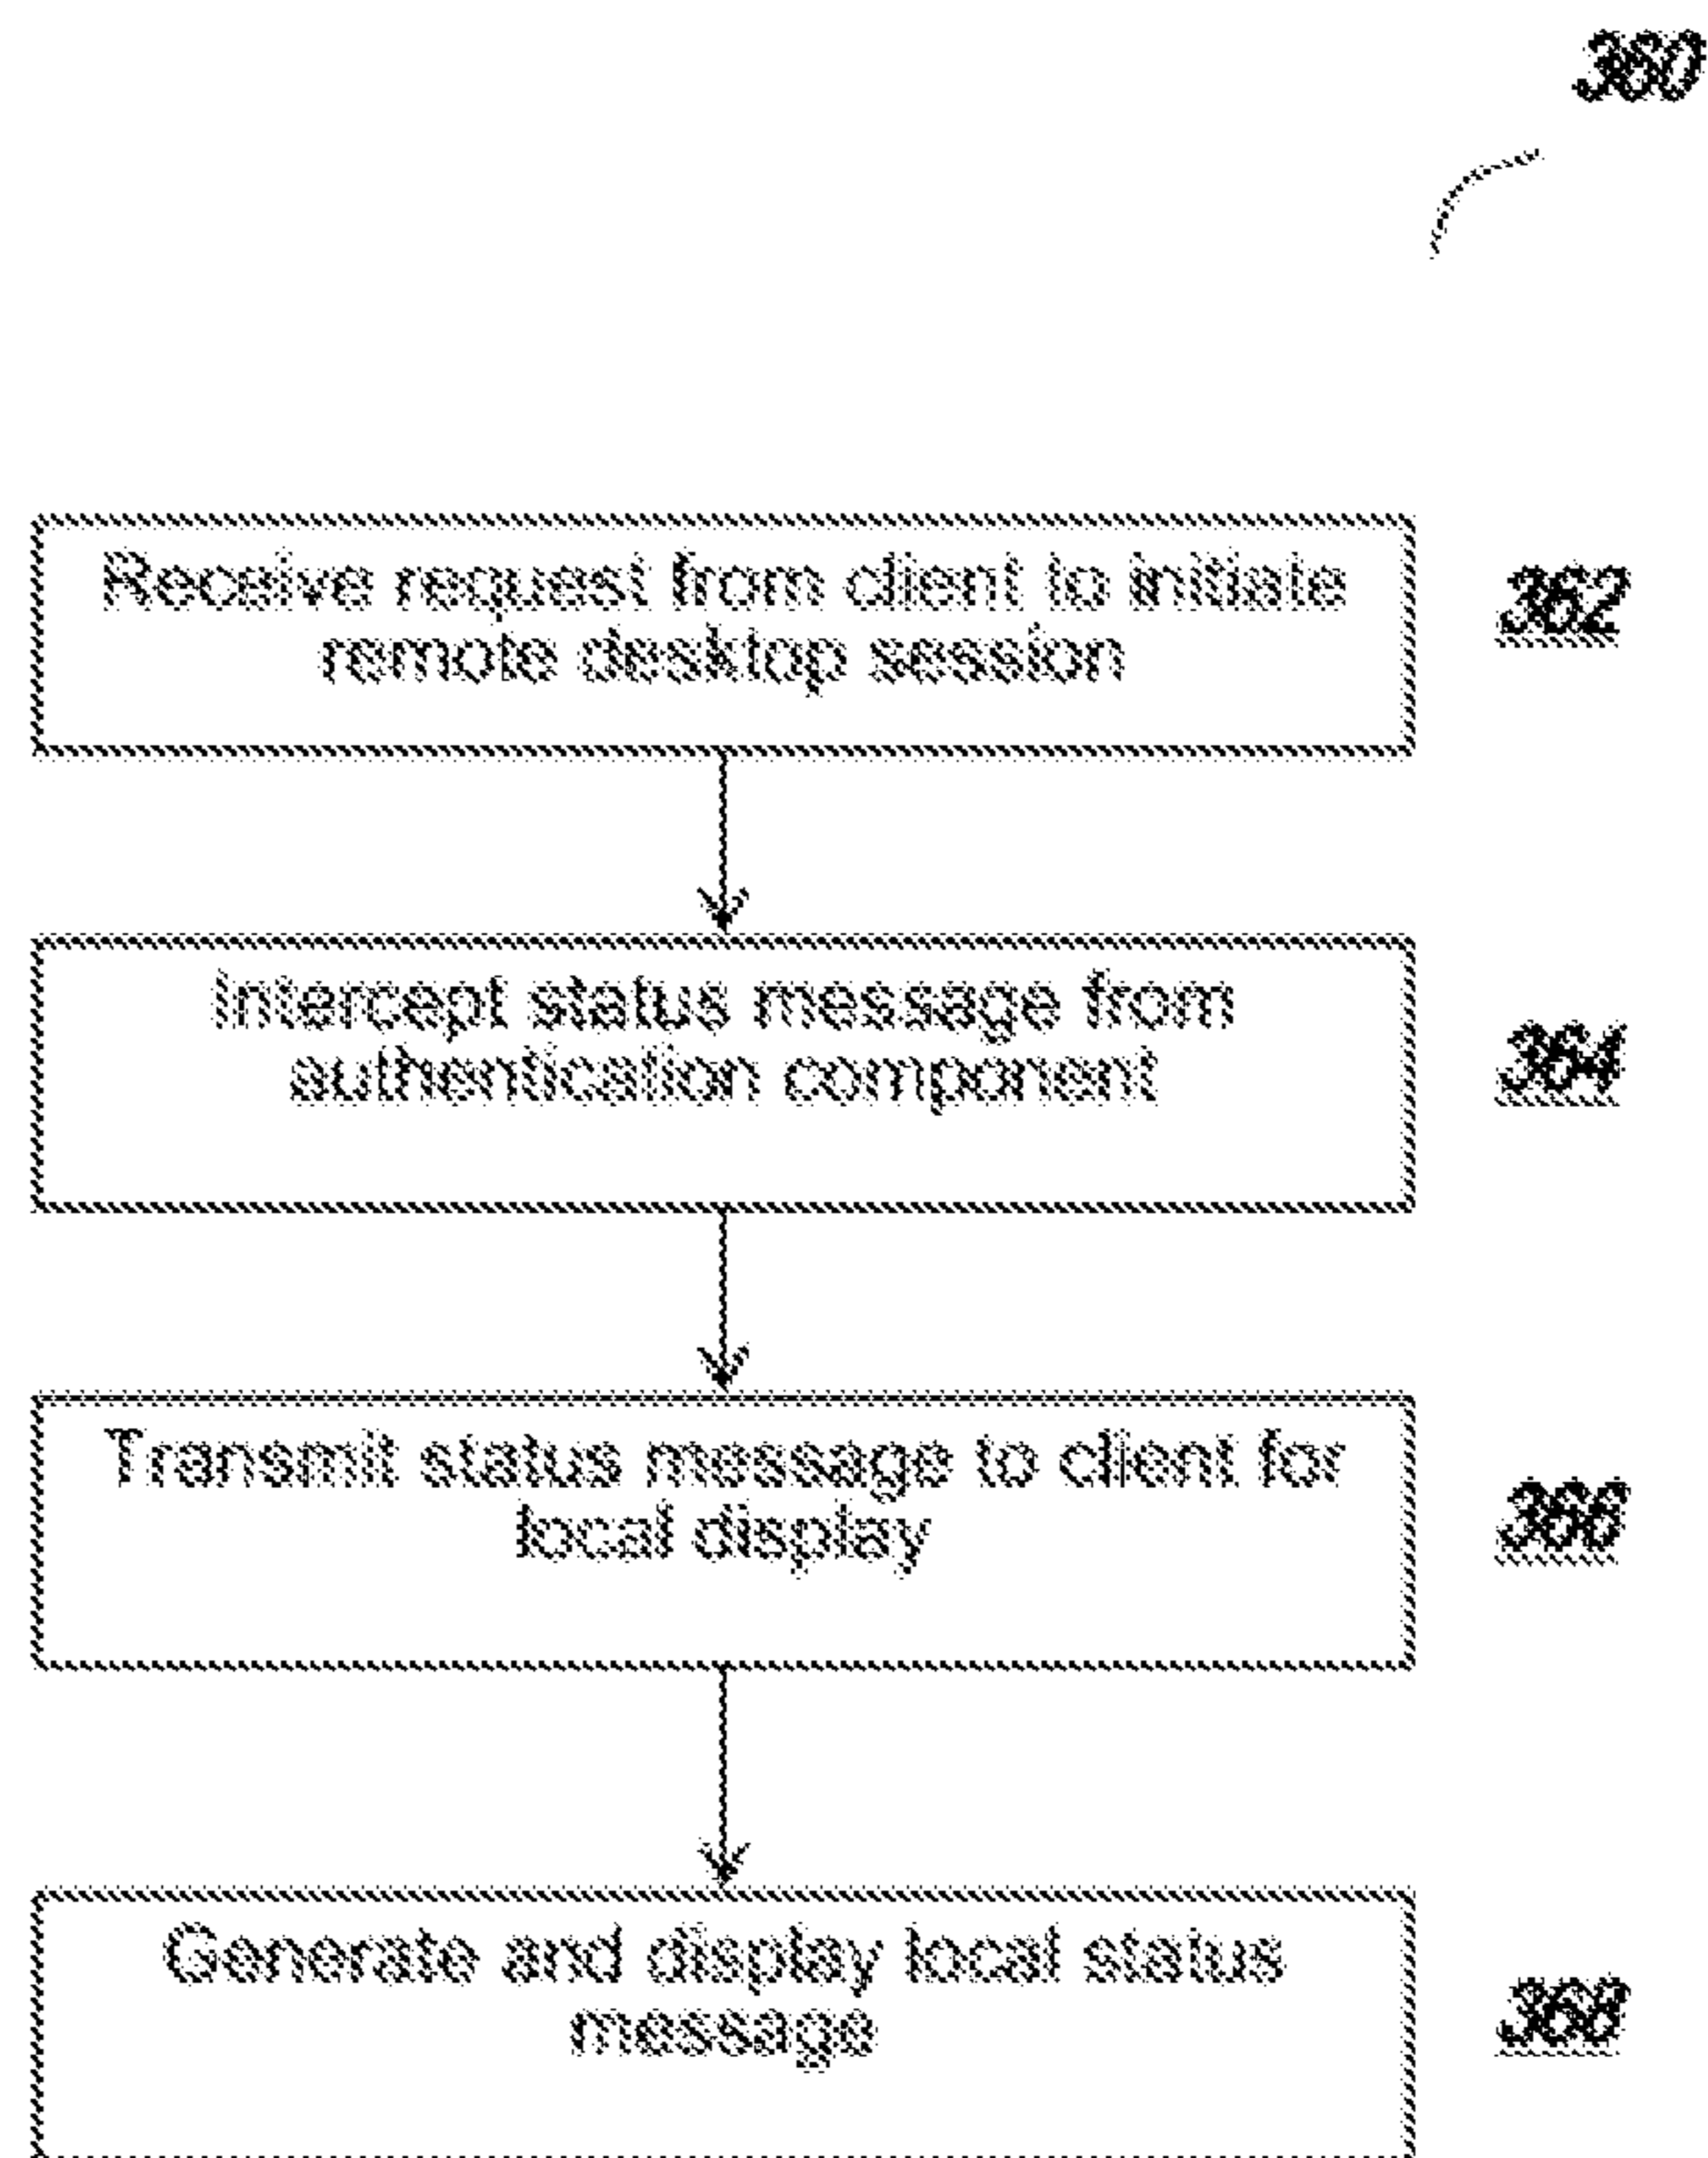 360
Receive request from client to initiate
remote desktop session
362
Intercept status message from
authentication component
364
Transmit status message to client for
local display
366
Generate and display local status
message
368